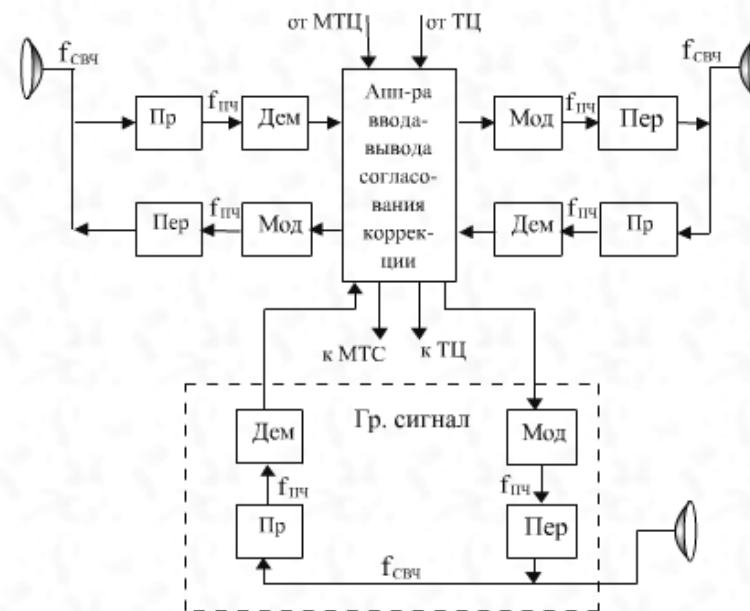 от МТЦ
от ТЦ
fСВЧ
fСВЧ
Апп-ра
ввода-
вывода
согласо-
вания
коррек-
ции
Пр
fПЧ
Дем
Мод
fПЧ
Пер
Пер
fПЧ
Мод
Дем
fПЧ
Пр
к МТС
к ТЦ
Гр. сигнал
Дем
Мод
fПЧ
fПЧ
Пр
Пер
fСВЧ